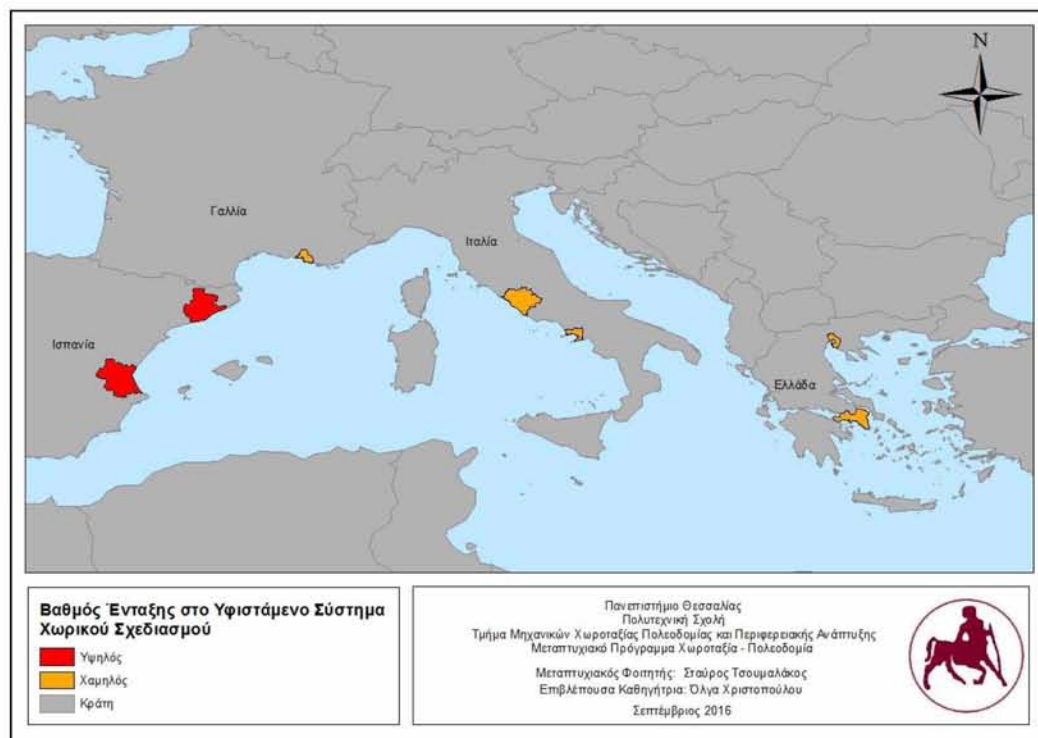 N
Γαλλία
Ιταλία
Ισπανία
Ελλάδα
Βαθμός Ένταξης στο Υφιστάμενο Σύστημα
Χωρικού Σχεδιασμού
Υψηλός
Χαμηλός
Κράτη
Πανεπιστήμιο Θεσσαλίας
Πολυτεχνική Σχολή
Τμήμα Μηχανικών Χωροταξίας Πολεοδομίας και Περιφερειακής Ανάπτυξης
Μεταπτυχιακό Πρόγραμμα Χωροταξία - Πολεοδομία
Μεταπτυχιακός Φοιτητής: Σταύρος Τσουμαλάκος
Επιβλέπουσα Καθηγήτρια: Όλγα Χριστοπούλου
Σεπτέμβριος 2016